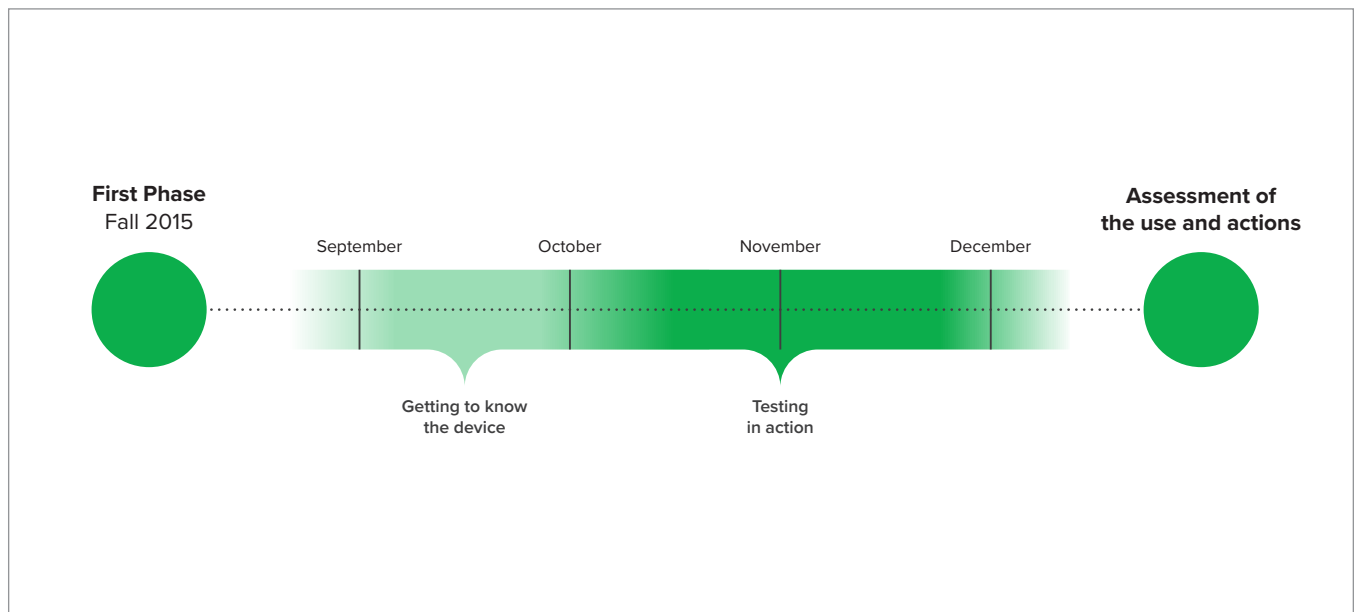 First Phase
Fall 2015
Assessment of
the use and actions
September
October
November
December
Getting to know
the device
Testing
in action